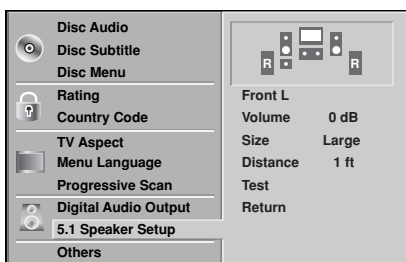 Disc Audio
Disc Subtitle
Disc Menu
Rating
Country Code
TV Aspect
Menu Language
Progressive Scan
Digital Audio Output
5.1 Speaker Setup
Others
R R
Front L
Volume 0 dB
Size Large
Distance 1 ft
Test
Return